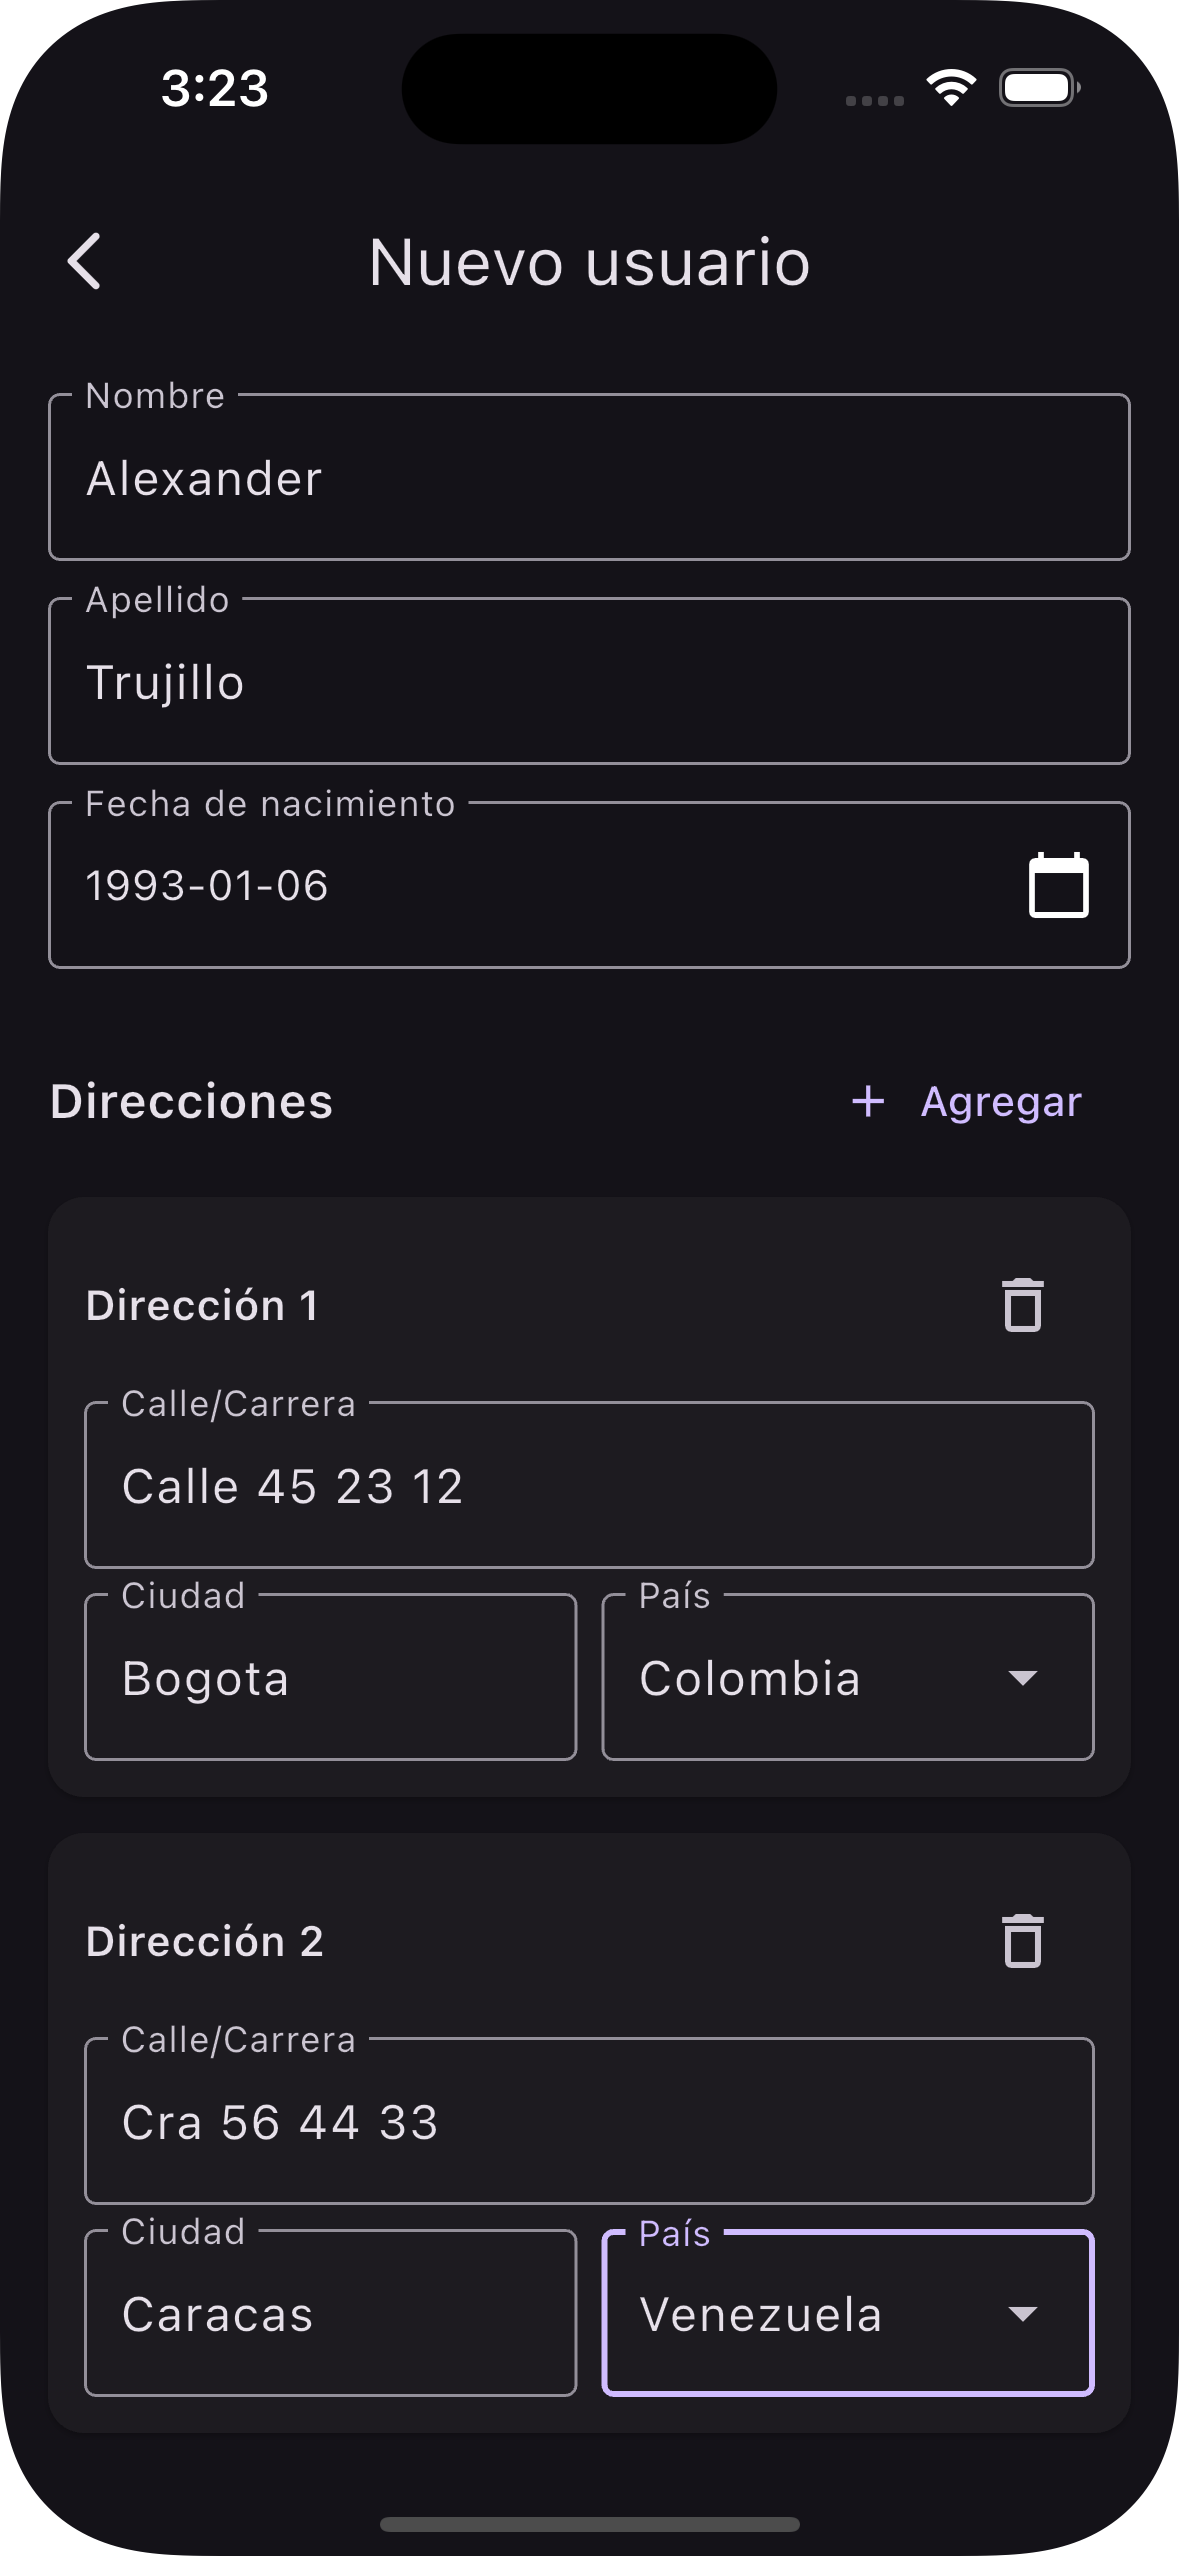 3:23
Nuevo usuario
Nombre
Alexander
Apellido
Trujillo
Fecha de nacimiento
1993-01-06
Direcciones
+ Agregar
Dirección 1
Calle/Carrera
Calle 45 23 12
Ciudad
País
Bogota
Colombia
Dirección 2
Calle/Carrera
Cra 56 44 33
Ciudad
País
Caracas
Venezuela